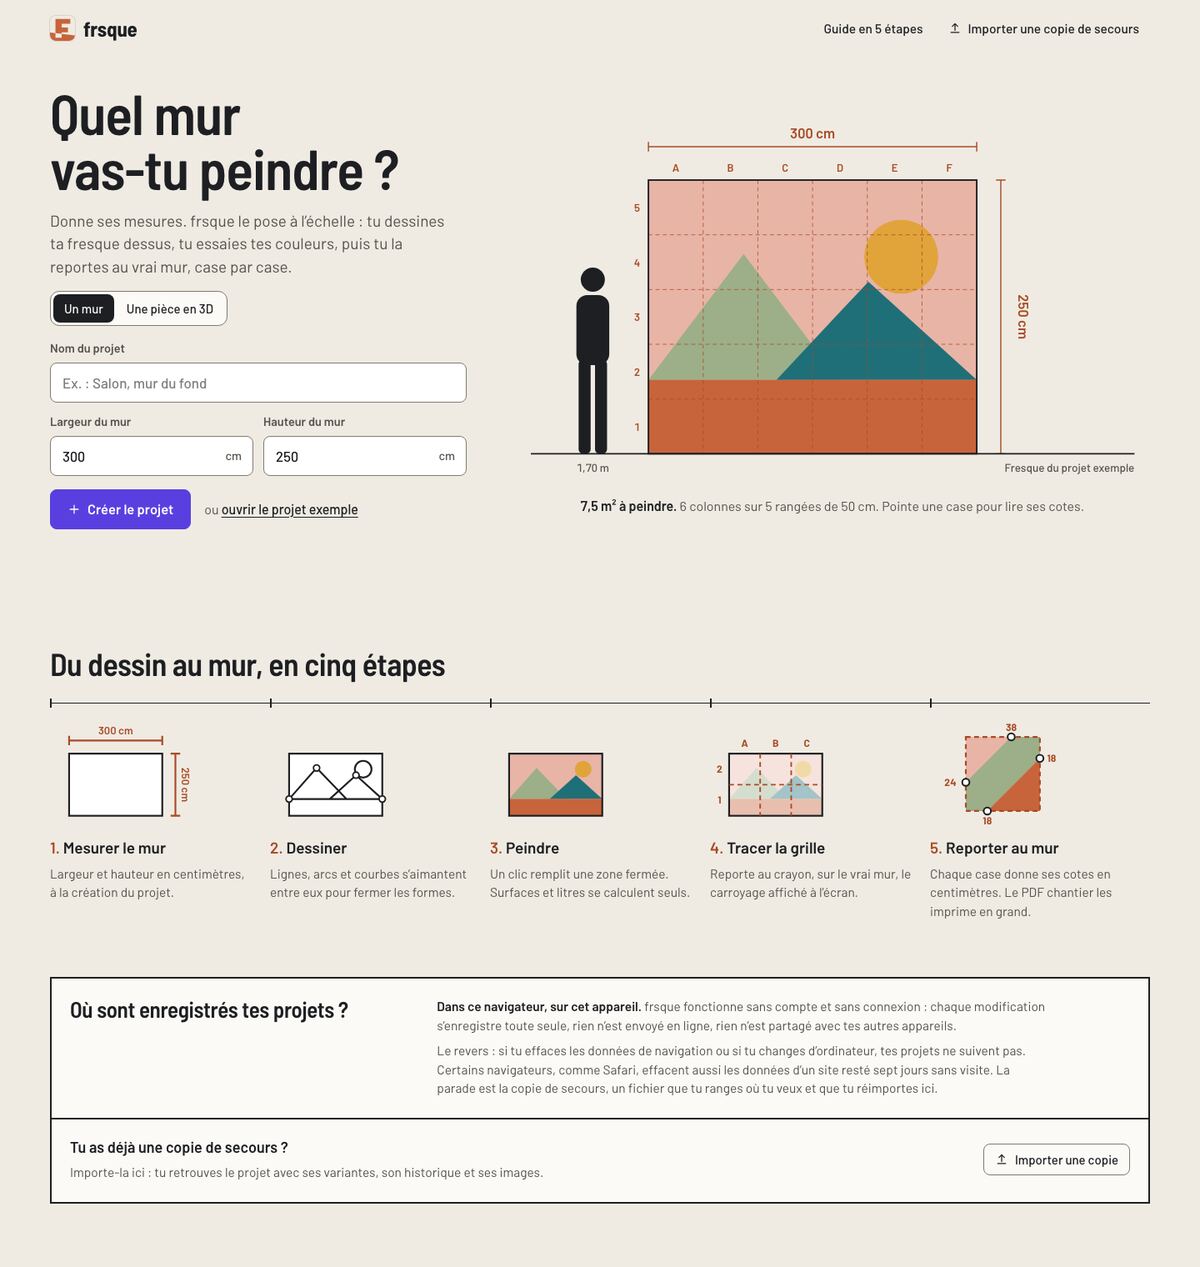 frsque
Guide en 5 étapes
Importer une copie de secours
Quel mur
vas-tu peindre ?
Donne ses mesures. frsque le pose à l'échelle : tu dessines
ta fresque dessus, tu essaies tes couleurs, puis tu la
reportes au vrai mur, case par case.
Un mur
Une pièce en 3D
Nom du projet
Ex. : Salon, mur du fond
Largeur du mur
Hauteur du mur
300 cm
250 cm
Créer le projet
ou ouvrir le projet exemple
300 cm
A B C D E F
5
4
3
2
1
250 cm
1,70 m
Fresque du projet exemple
7,5 m² à peindre. 6 colonnes sur 5 rangées de 50 cm. Pointe une case pour lire ses cotes.
Du dessin au mur, en cinq étapes
300 cm
250 cm
1. Mesurer le mur
Largeur et hauteur en centimètres,
à la création du projet.
2. Dessiner
Lignes, arcs et courbes s'aimantent
entre eux pour fermer les formes.
3. Peindre
Un clic remplit une zone fermée.
Surfaces et litres se calculent seuls.
A B C
2
1
4. Tracer la grille
Reporte au crayon, sur le vrai mur, le
carroyage affiché à l'écran.
38
18
24
18
5. Reporter au mur
Chaque case donne ses cotes en
centimètres. Le PDF chantier les
imprime en grand.
Où sont enregistrés tes projets ?
Dans ce navigateur, sur cet appareil. frsque fonctionne sans compte et sans connexion : chaque modification
s'enregistre toute seule, rien n'est envoyé en ligne, rien n'est partagé avec tes autres appareils.
Le revers : si tu effaces les données de navigation ou si tu changes d'ordinateur, tes projets ne suivent pas.
Certains navigateurs, comme Safari, effacent aussi les données d'un site resté sept jours sans visite. La
parade est la copie de secours, un fichier que tu ranges où tu veux et que tu réimportes ici.
Tu as déjà une copie de secours ?
Importe-la ici : tu retrouves le projet avec ses variantes, son historique et ses images.
Importer une copie